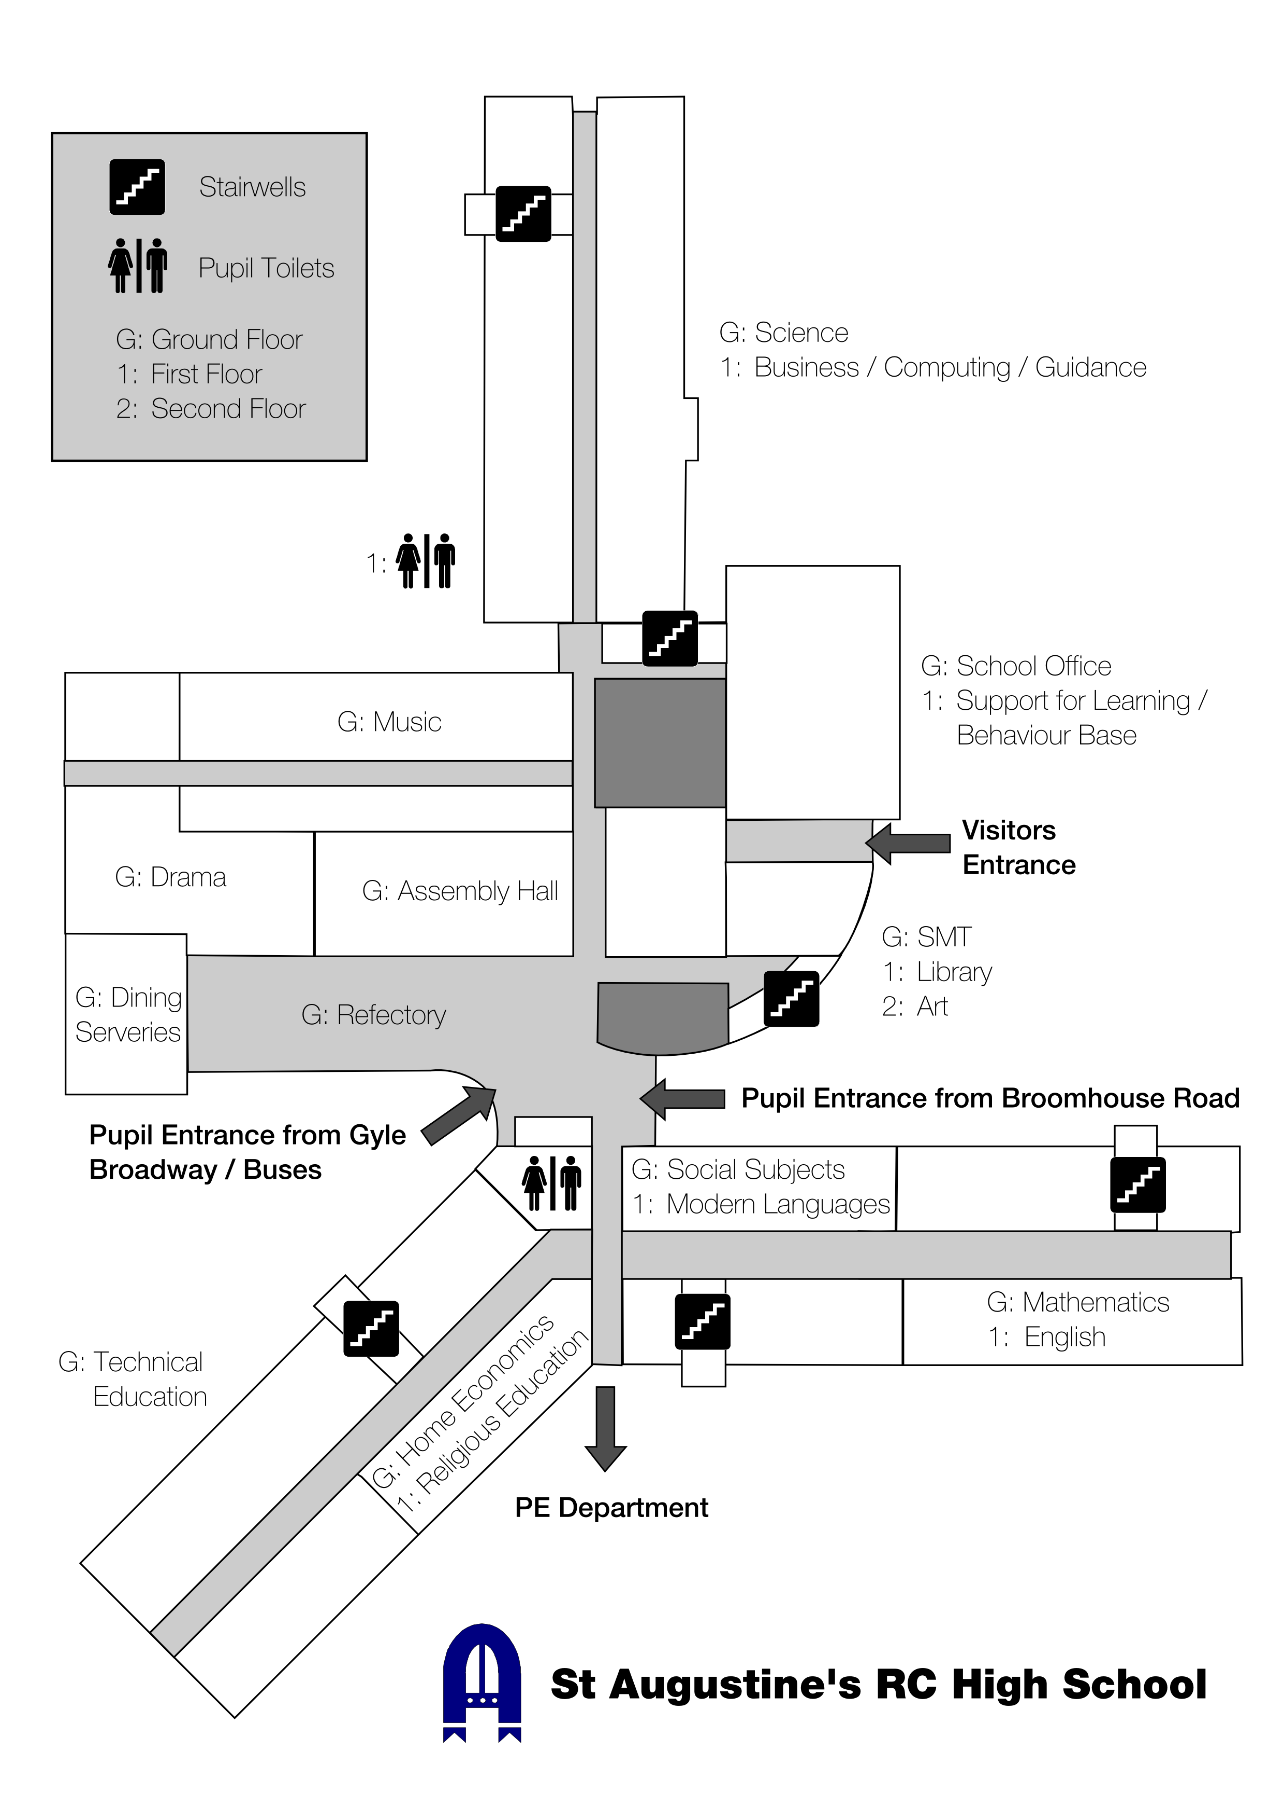 Stairwells
Pupil Toilets
G: Ground Floor
1: First Floor
2: Second Floor
G: Science
1: Business / Computing / Guidance
1:
G: School Office
1: Support for Learning /
Behaviour Base
G: Music
Visitors
Entrance
G: Drama
G: Assembly Hall
G: SMT
1: Library
2: Art
G: Dining
Serveries
G: Refectory
Pupil Entrance from Broomhouse Road
Pupil Entrance from Gyle
Broadway / Buses
G: Social Subjects
1: Modern Languages
G: Mathematics
1: English
G: Technical
Education
G: Home Economics
1: Religious Education
PE Department
St Augustine's RC High School